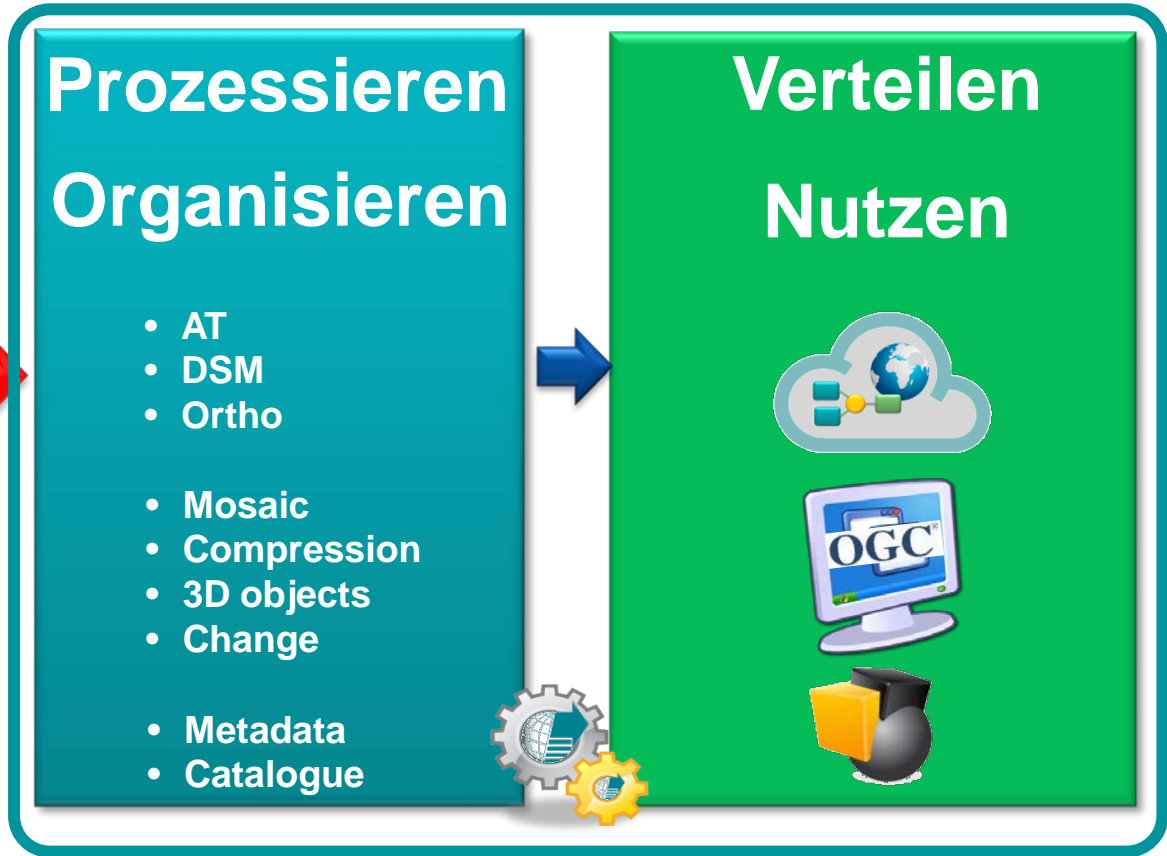 Prozessieren
Organisieren
• AT
• DSM
• Ortho
• Mosaic
• Compression
• 3D objects
• Change
• Metadata
• Catalogue
Verteilen
Nutzen
OGC®